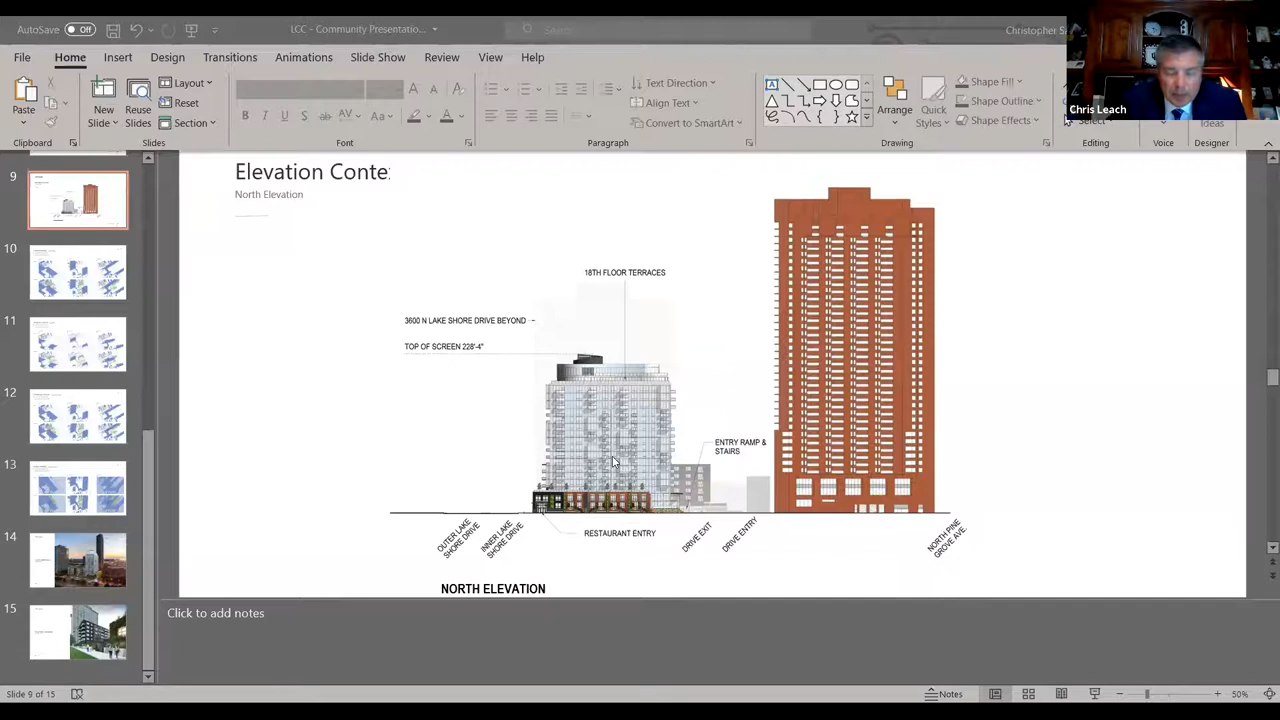 AutoSave Off LCC - Community Presentatio... Search Christopher S
File Home Insert Design Transitions Animations Slide Show Review View Help
Paste
New
Slide
Reuse
Slides
Layout
Reset
Section
Text Direction
Align Text
Convert to SmartArt
Arrange
Quick
Styles
Shape Fill
Shape Outline
Shape Effects
Select
Ideas
Chris Leach
Clipboard Slides Font Paragraph Drawing Editing Voice Designer
9
10
11
12
13
14
15
Elevation Conte
North Elevation
18TH FLOOR TERRACES
3600 N LAKE SHORE DRIVE BEYOND
TOP OF SCREEN 228'-4"
ENTRY RAMP &
STAIRS
OUTER LAKE
SHORE DRIVE
INNER LAKE
SHORE DRIVE
RESTAURANT ENTRY
DRIVE EXIT
DRIVE ENTRY
NORTH PINE
GROVE AVE.
NORTH ELEVATION
Click to add notes
Slide 9 of 15 Notes 50%